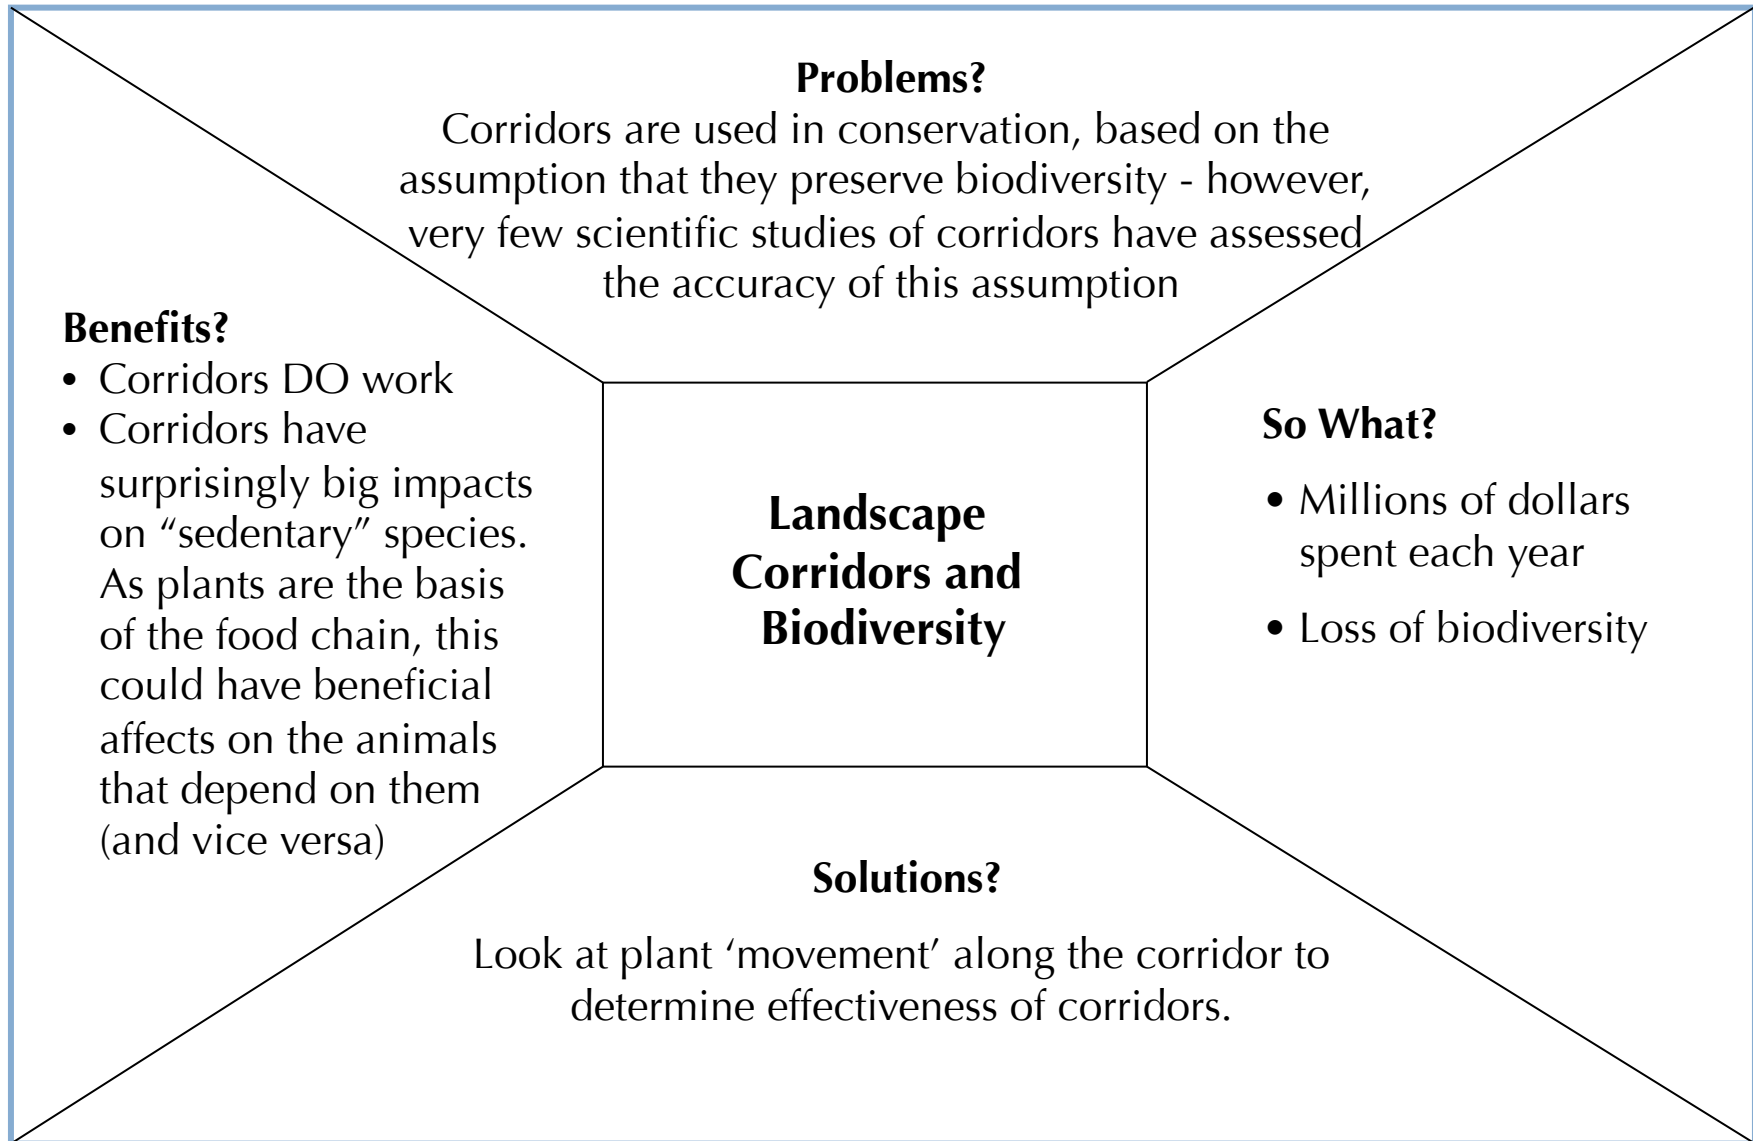 Problems?
Corridors are used in conservation, based on the
assumption that they preserve biodiversity - however,
very few scientific studies of corridors have assessed
the accuracy of this assumption
Benefits?
• Corridors DO work
• Corridors have
surprisingly big impacts
on “sedentary” species.
As plants are the basis
of the food chain, this
could have beneficial
affects on the animals
that depend on them
(and vice versa)
Landscape
Corridors and
Biodiversity
So What?
• Millions of dollars
spent each year
• Loss of biodiversity
Solutions?
Look at plant ‘movement’ along the corridor to
determine effectiveness of corridors.